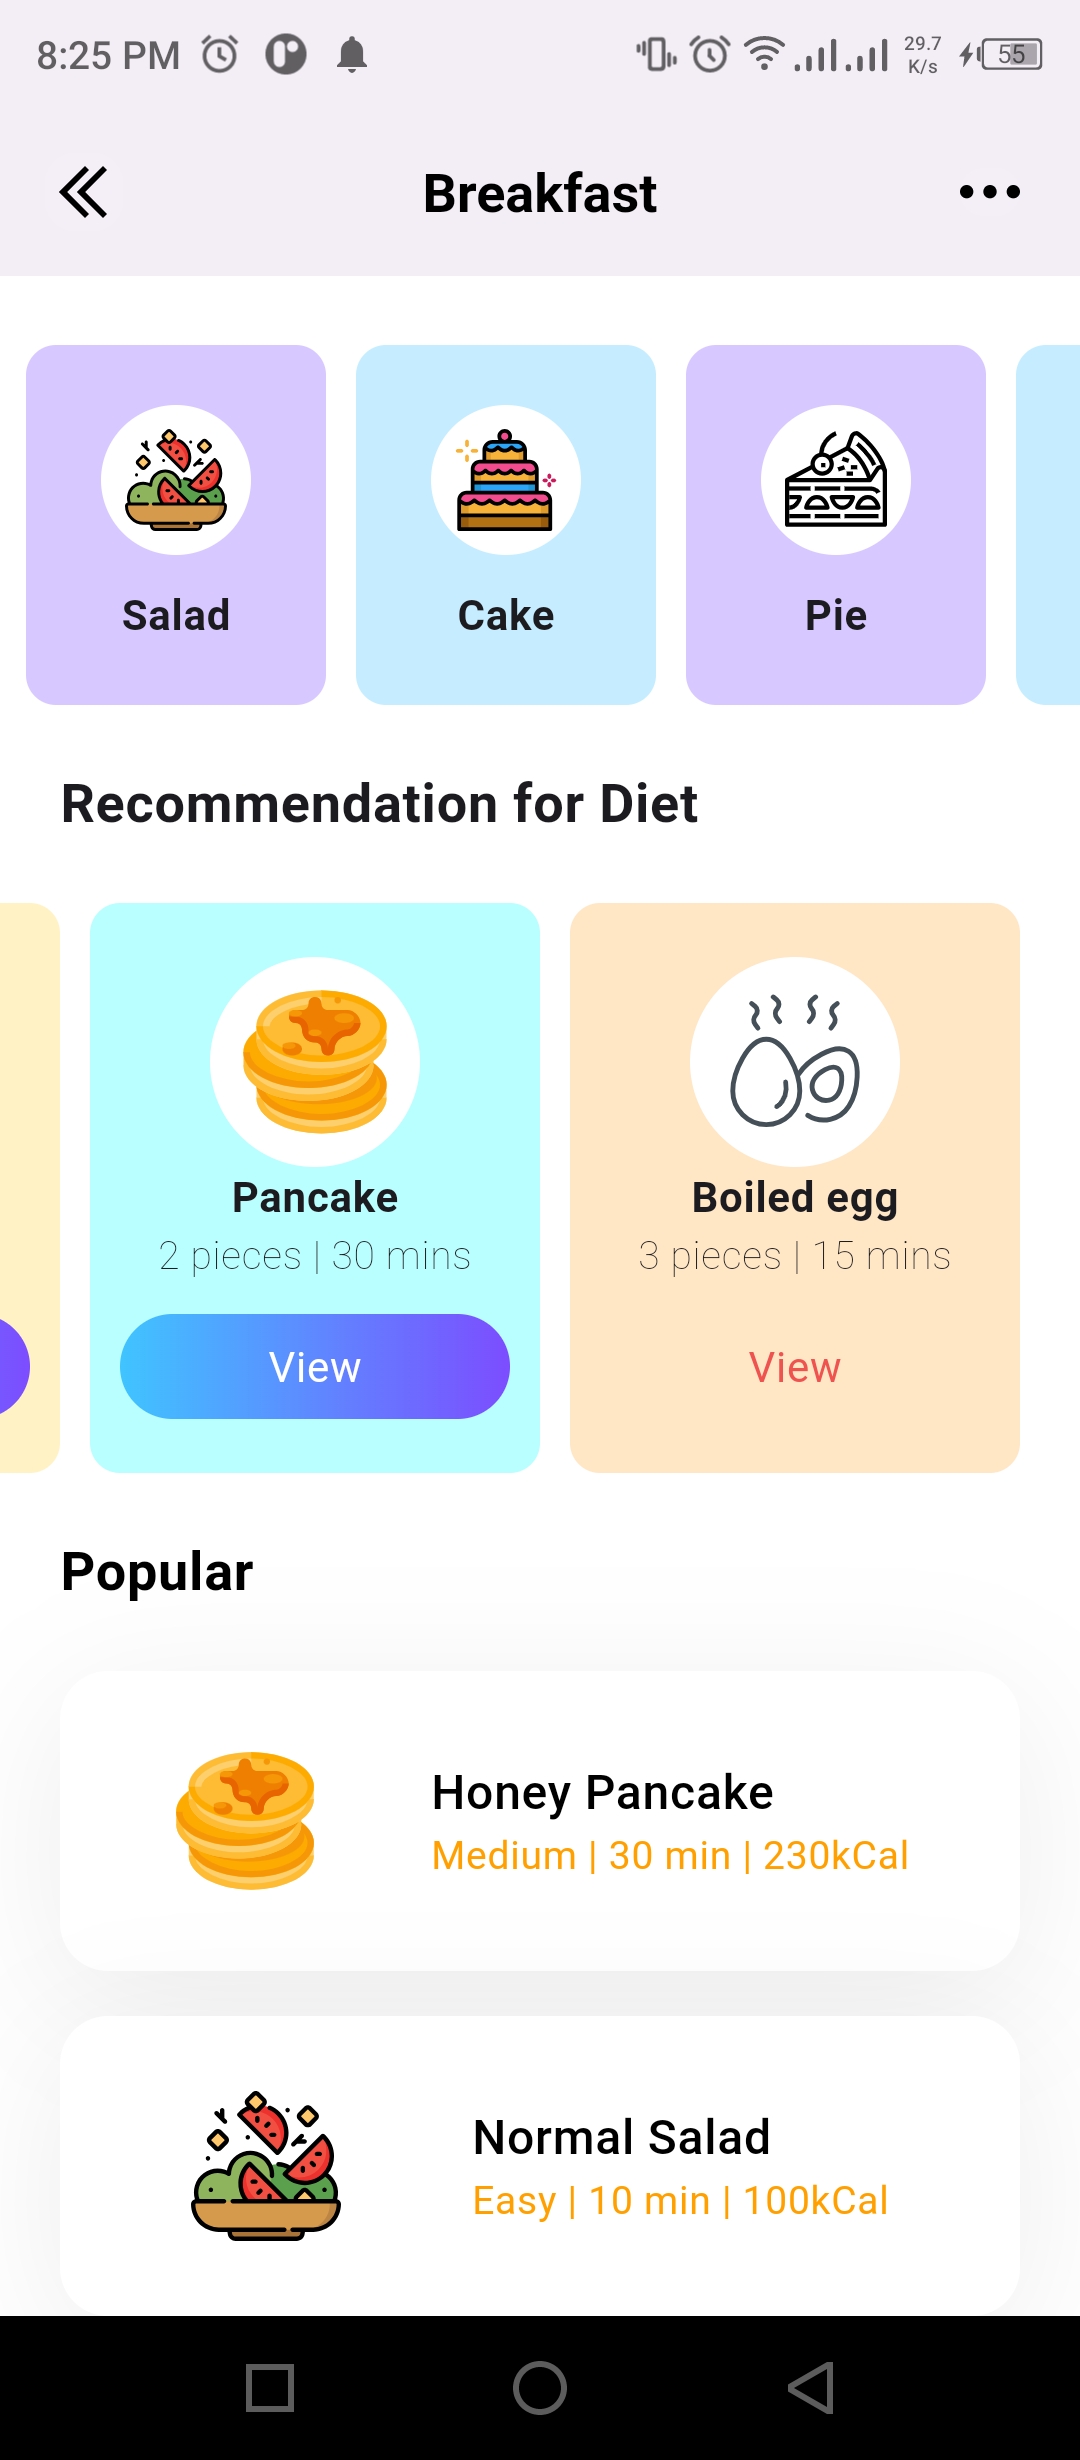 8:25 PM
29.7
K/s
55
Breakfast
Salad
Cake
Pie
Recommendation for Diet
Pancake
2 pieces | 30 mins
View
Boiled egg
3 pieces | 15 mins
View
Popular
Honey Pancake
Medium | 30 min | 230kCal
Normal Salad
Easy | 10 min | 100kCal